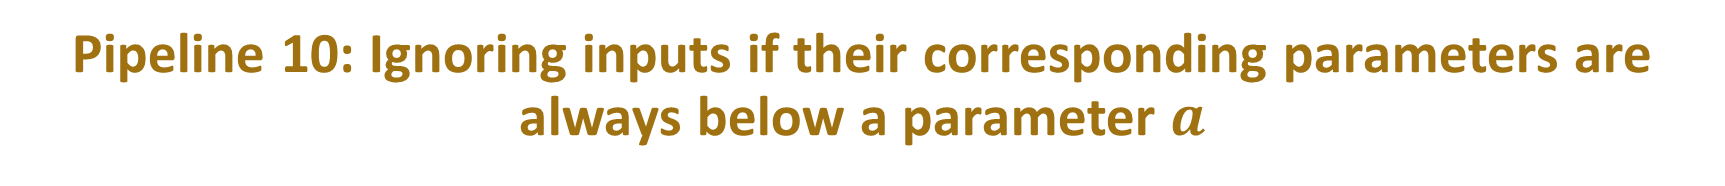 Pipeline 10: Ignoring inputs if their corresponding parameters are
always below a parameter a